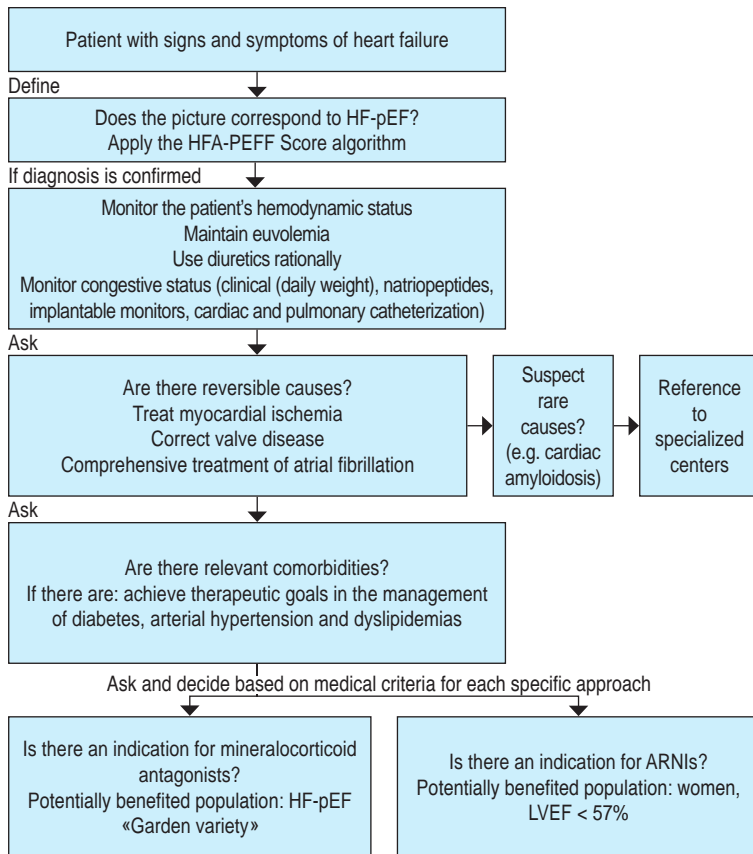 Patient with signs and symptoms of heart failure
Define
Does the picture correspond to HF-pEF?
Apply the HFA-PEFF Score algorithm
If diagnosis is confirmed
Monitor the patient's hemodynamic status
Maintain euvolemia
Use diuretics rationally
Monitor congestive status (clinical (daily weight), natriopeptides,
implantable monitors, cardiac and pulmonary catheterization)
Ask
Are there reversible causes?
Treat myocardial ischemia
Correct valve disease
Comprehensive treatment of atrial fibrillation
Suspect
rare
causes?
(e.g. cardiac
amyloidosis)
Reference
to
specialized
centers
Ask
Are there relevant comorbidities?
If there are: achieve therapeutic goals in the management
of diabetes, arterial hypertension and dyslipidemias
Ask and decide based on medical criteria for each specific approach
Is there an indication for mineralocorticoid
antagonists?
Potentially benefited population: HF-pEF
«Garden variety»
Is there an indication for ARNIs?
Potentially benefited population: women,
LVEF < 57%